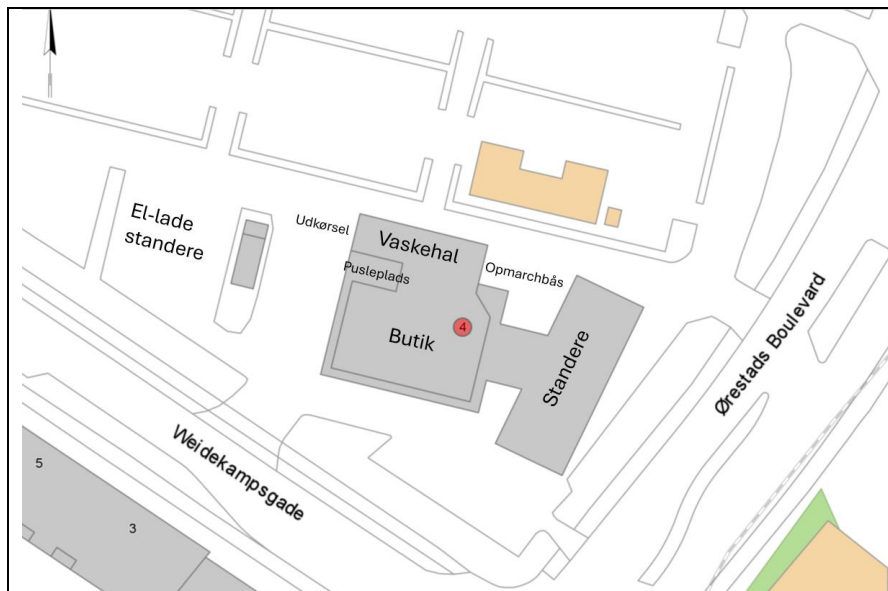 El-lade
standere
Udkørsel
Vaskehal
Pusleplads
Opmarchbås
4
Butik
Standere
Ørestads Boulevard
Weidekampsgade
5
3